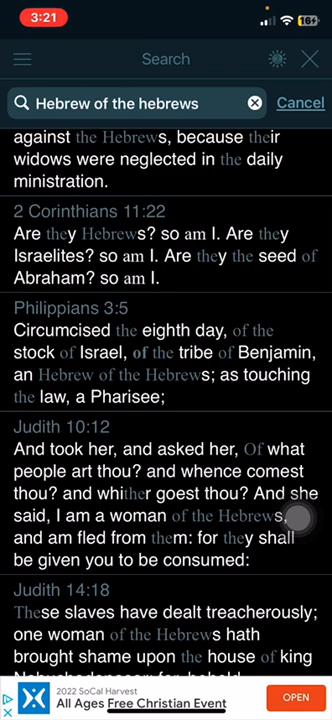 3:21
16
Search
Hebrew of the hebrews
Cancel
against the Hebrews, because their
widows were neglected in the daily
ministration.
2 Corinthians 11:22
Are they Hebrews? so am I. Are they
Israelites? so am I. Are they the seed of
Abraham? so am I.
Philippians 3:5
Circumcised the eighth day, of the
stock of Israel, of the tribe of Benjamin,
an Hebrew of the Hebrews; as touching
the law, a Pharisee;
Judith 10:12
And took her, and asked her, Of what
people art thou? and whence comest
thou? and whither goest thou? And she
said, I am a woman of the Hebrews,
and am fled from them: for they shall
be given you to be consumed:
Judith 14:18
These slaves have dealt treacherously;
one woman of the Hebrews hath
brought shame upon the house of king
2022 SoCal Harvest
All Ages Free Christian Event
OPEN